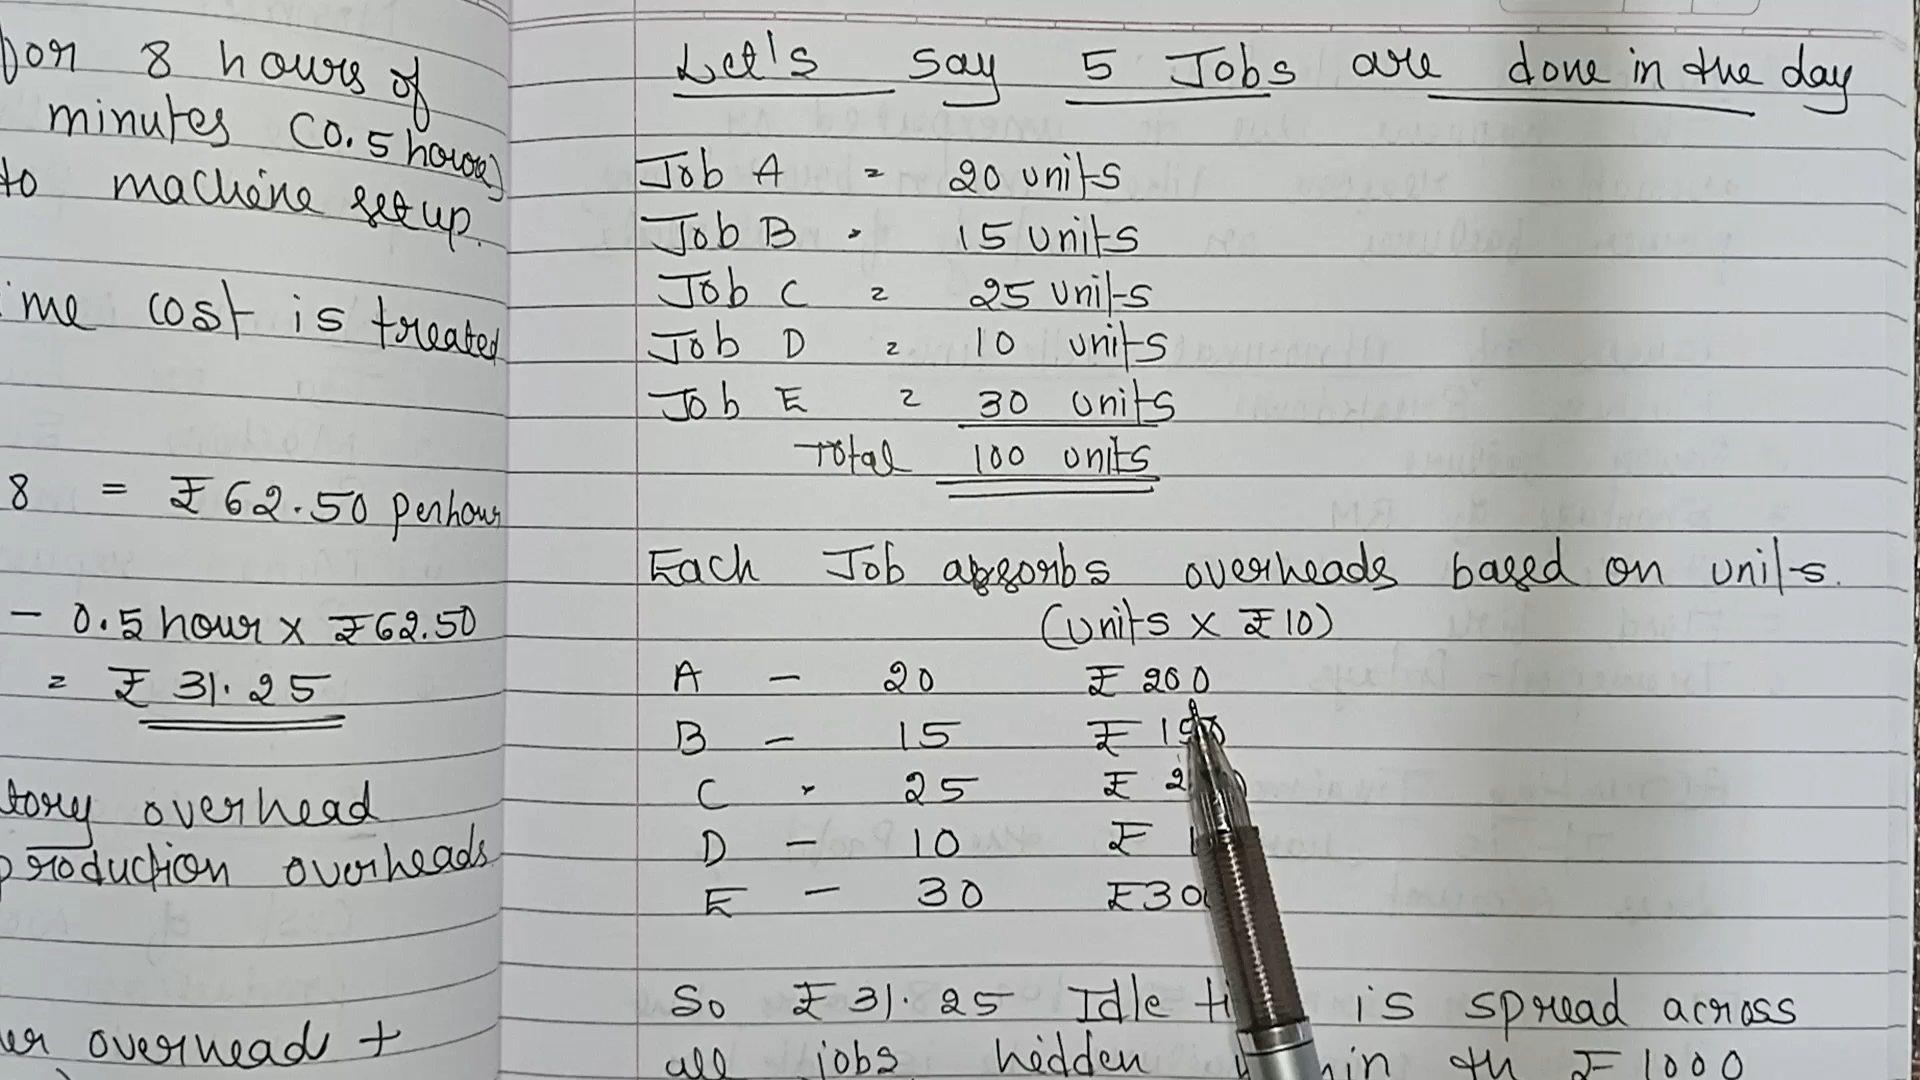 for 8 hours of
minutes (0.5 hours)
to machine setup.
me cost is treated
8 = ₹62.50 Per hour
- 0.5 hour x ₹62.50
= ₹ 31.25
tory overhead
production overheads
overhead +
Let's say 5 Jobs are done in the day
Job A = 20 units
Job B = 15 units
Job C = 25 units
Job D = 10 units
Job E = 30 units
Total 100 units
Each Job absorbs overheads based on units.
(units x ₹10)
A - 20 ₹ 200
B - 15 ₹ 150
C - 25 ₹
D - 10 ₹
E - 30 ₹
So ₹31.25 Idle is spread across
all jobs hidden ₹1000